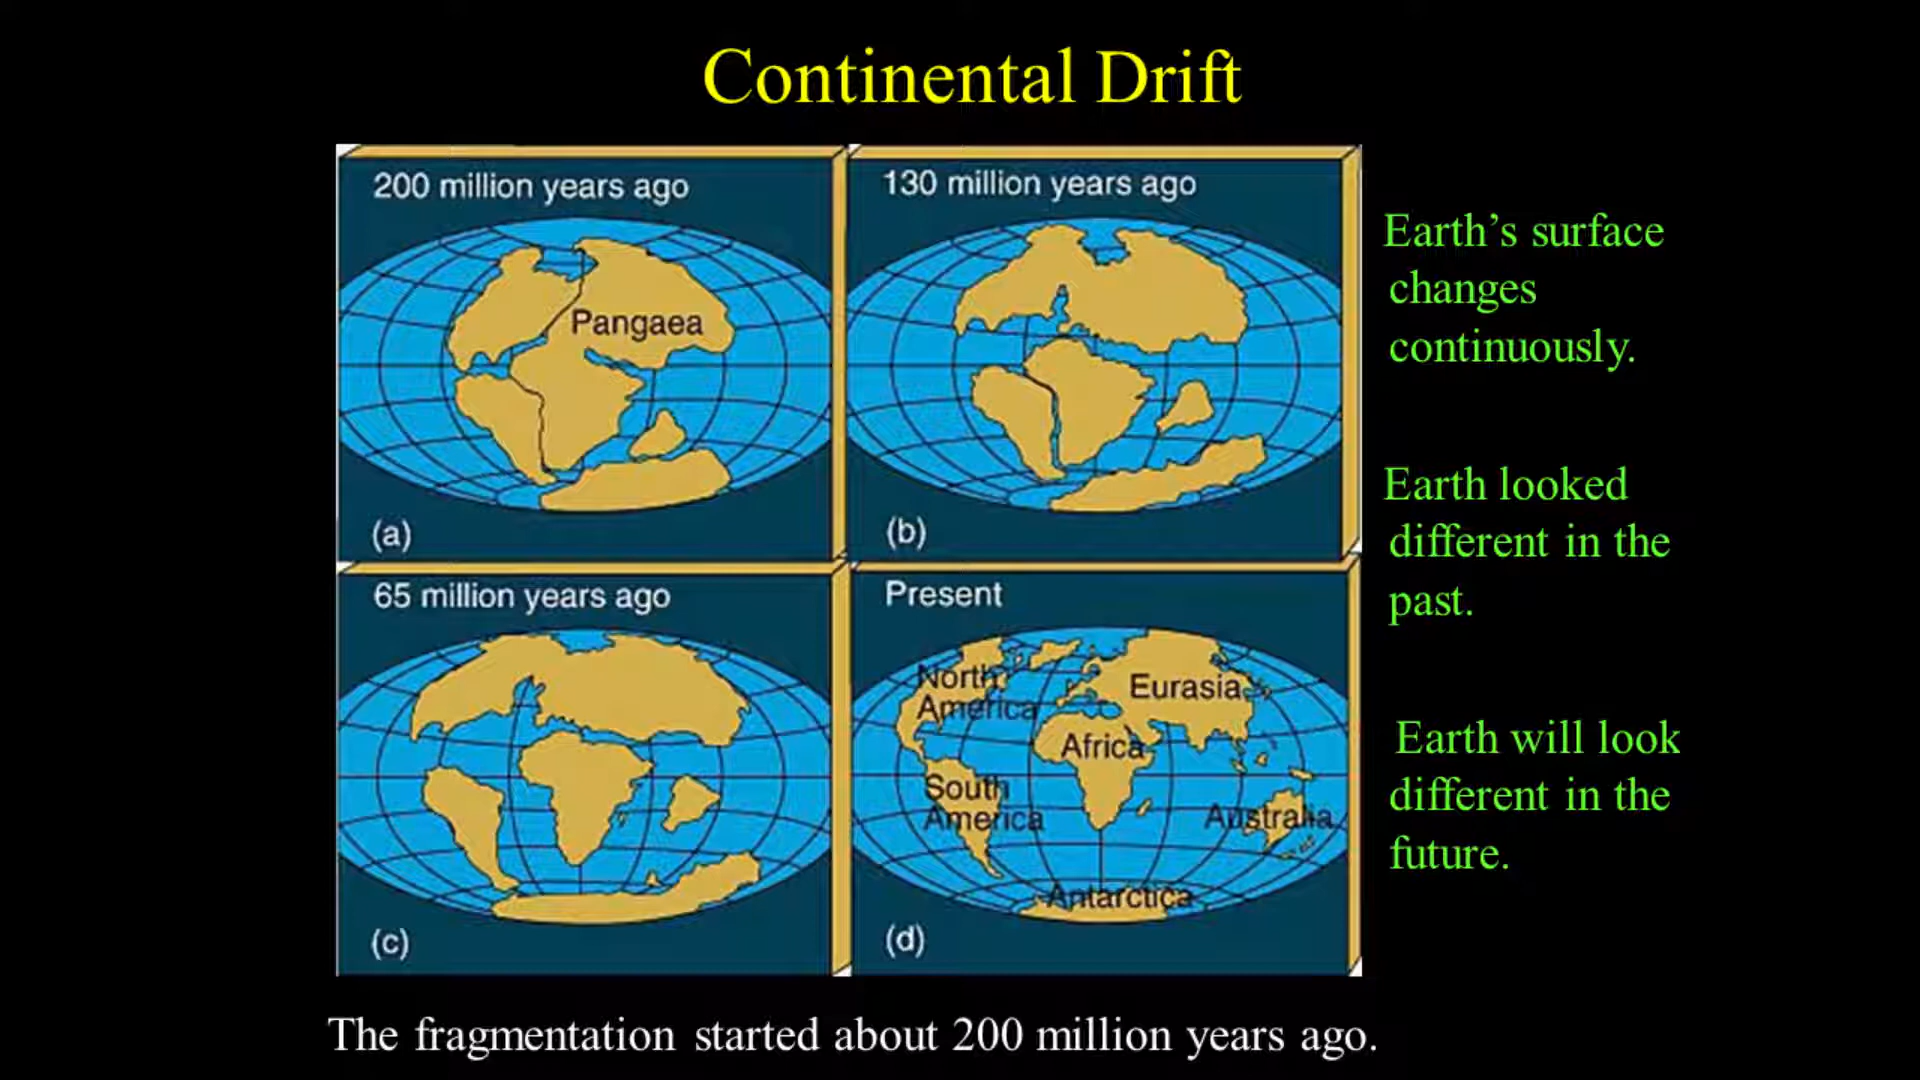 Continental Drift
200 million years ago
Pangaea
(a)
130 million years ago
(b)
65 million years ago
(c)
Present
North
America
Eurasia
Africa
South
America
Australia
Antarctica
(d)
Earth’s surface
changes
continuously.
Earth looked
different in the
past.
Earth will look
different in the
future.
The fragmentation started about 200 million years ago.